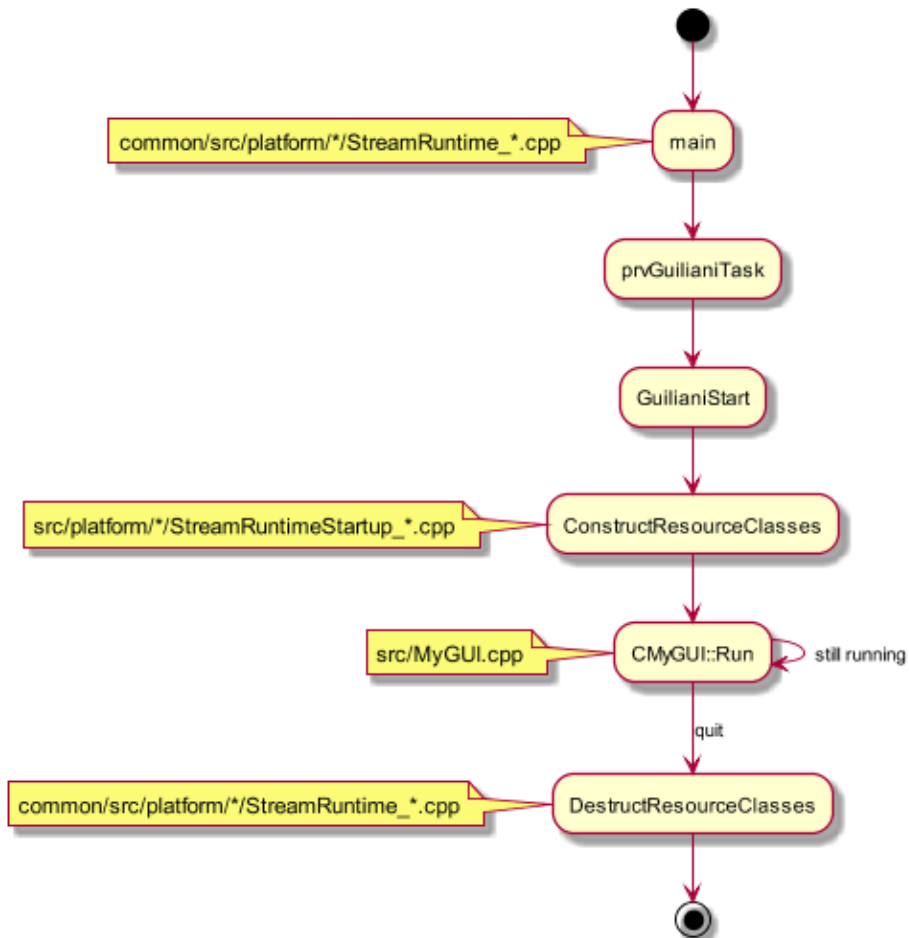 common/src/platform/*/StreamRuntime_*.cpp
main
prvGuilianiTask
GuilianiStart
src/platform/*/StreamRuntimeStartup_*.cpp
ConstructResourceClasses
src/MyGUI.cpp
CMyGUI::Run
still running
quit
common/src/platform/*/StreamRuntime_*.cpp
DestructResourceClasses